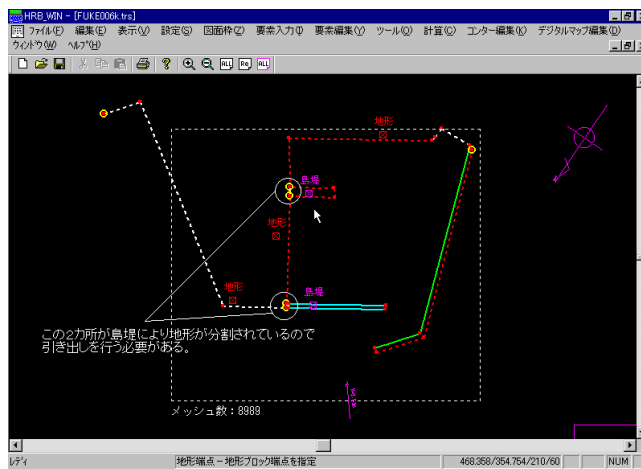 HRB_WIN - [FUKE006k.trs]
ファイル(F) 編集(E) 表示(V) 設定(S) 図面枠(Z) 要素入力(I) 要素編集(Y) ツール(O) 計算(C) コンター編集(K) デジタルマップ編集(D)
ウィンドウ(W) ヘルプ(H)
ALL Re ALL
地形
島堤
地形
地形
島堤
この2カ所が島堤により地形が分割されているので
引き出しを行う必要がある。
メッシュ数：8989
レディ 地形端点－地形ブロック端点を指定 468.358/354.754/210/60 NUM